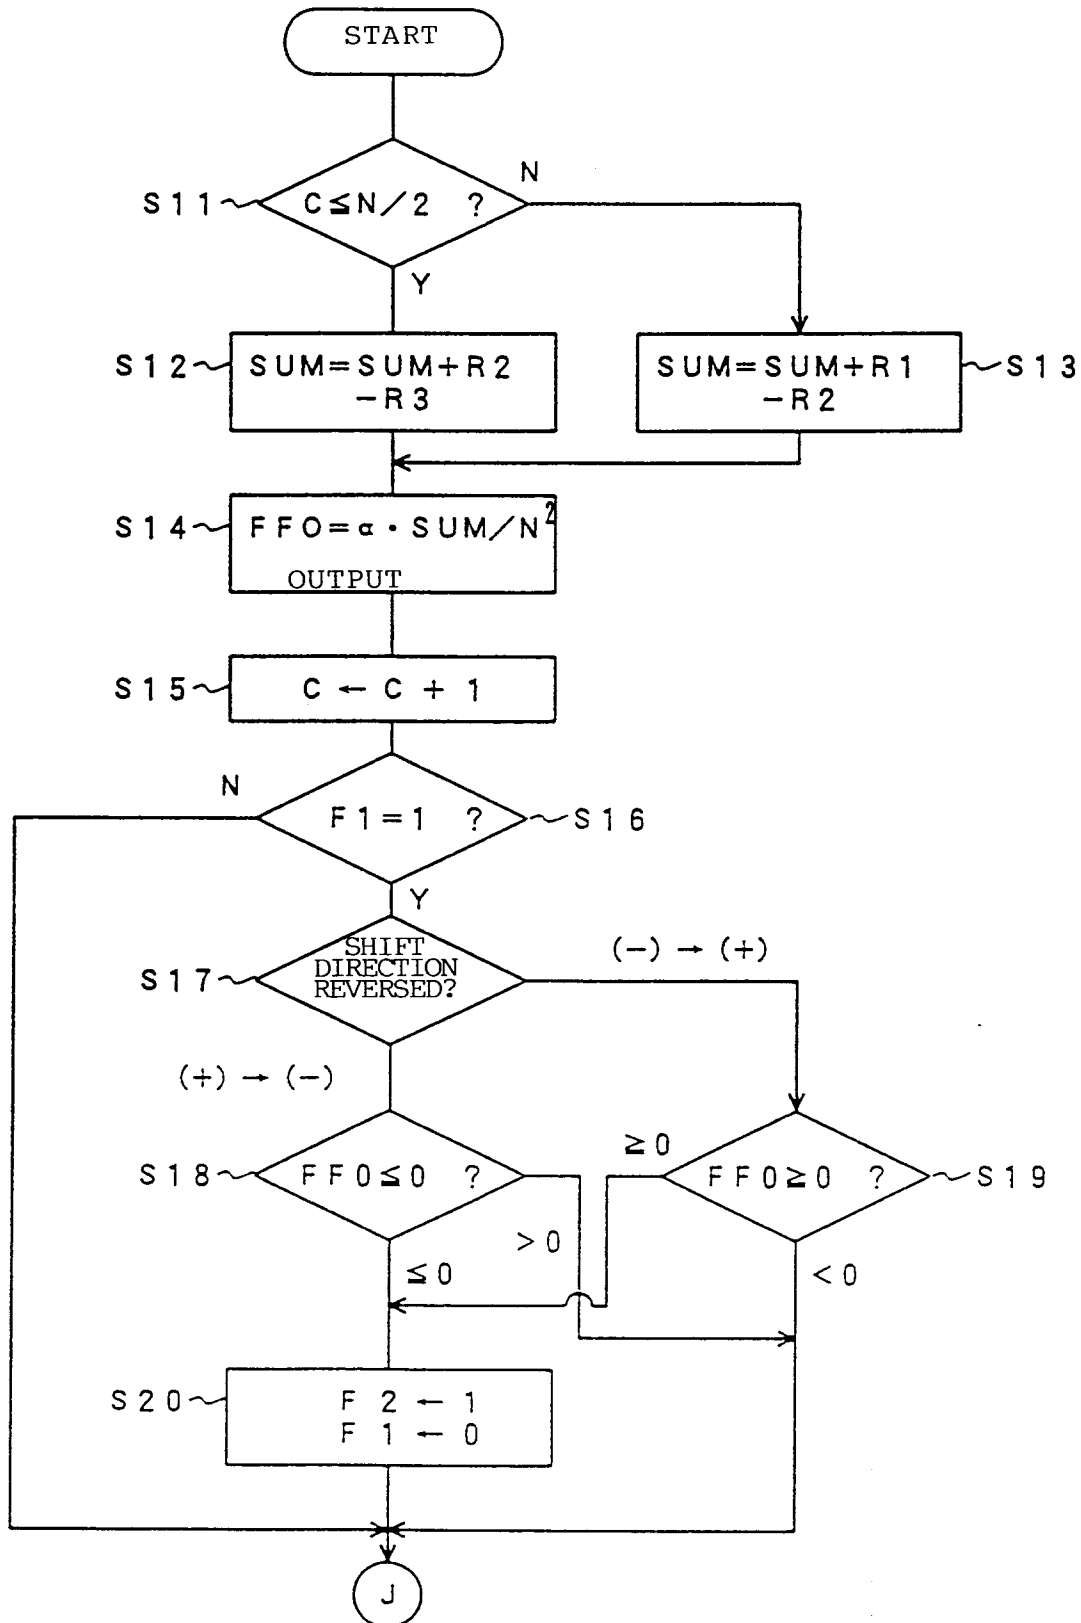 START
N
S11
C≦N/2 ?
Y
S12
SUM=SUM+R2
-R3
SUM=SUM+R1
-R2
S13
S14
FFO=α・SUM/N²
OUTPUT
S15
C ← C + 1
N
F1=1 ?
S16
Y
S17
SHIFT
DIRECTION
REVERSED?
(-) → (+)
(+) → (-)
S18
FF0≦0 ?
≧0
FF0≧0 ?
S19
>0
≦0
<0
S20
F 2 ← 1
F 1 ← 0
J